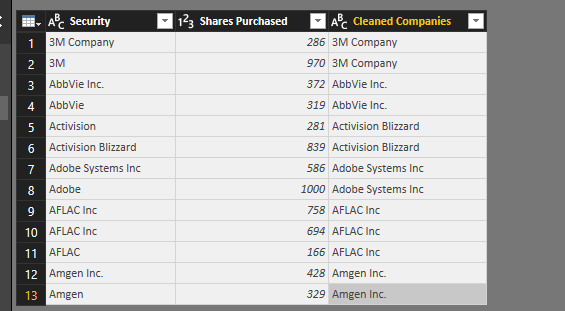 ABC Security 123 Shares Purchased ABC Cleaned Companies
1 3M Company 286 3M Company
2 3M 970 3M Company
3 AbbVie Inc. 372 AbbVie Inc.
4 AbbVie 319 AbbVie Inc.
5 Activision 281 Activision Blizzard
6 Activision Blizzard 839 Activision Blizzard
7 Adobe Systems Inc 586 Adobe Systems Inc
8 Adobe 1000 Adobe Systems Inc
9 AFLAC Inc 758 AFLAC Inc
10 AFLAC Inc 694 AFLAC Inc
11 AFLAC 166 AFLAC Inc
12 Amgen Inc. 428 Amgen Inc.
13 Amgen 329 Amgen Inc.